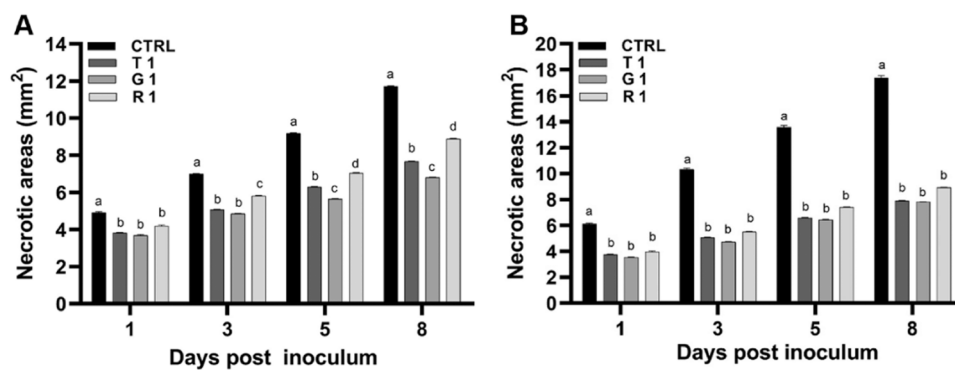 A
CTRL
T 1
G 1
R 1
Necrotic areas (mm²)
14
12
10
8
6
4
2
0
a b b b
a b b c
a b c d
a b c d
1 3 5 8
Days post inoculum
B
CTRL
T 1
G 1
R 1
Necrotic areas (mm²)
20
18
16
14
12
10
8
6
4
2
0
a b b b
a b b b
a b b b
a b b b
1 3 5 8
Days post inoculum